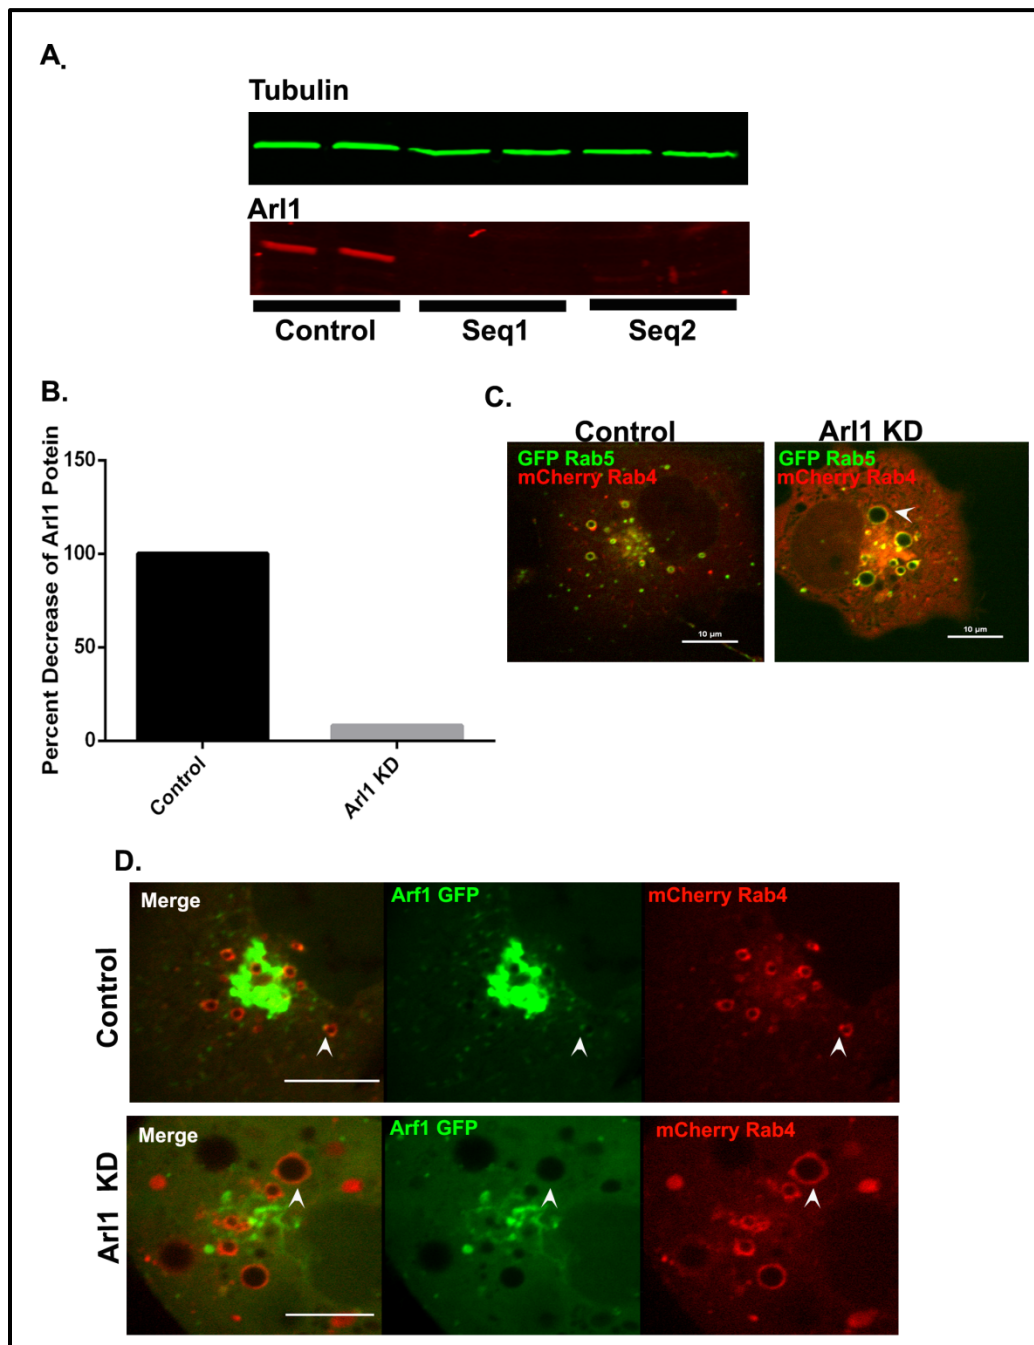 A.
Tubulin
Arl1
Control Seq1 Seq2
B.
Percent Decrease of Arl1 Potein
150
100
50
0
Control
Arl1 KD
C.
Control Arl1 KD
GFP Rab5
mCherry Rab4
10 µm
GFP Rab5
mCherry Rab4
10 µm
D.
Control
Merge Arf1 GFP mCherry Rab4
Arl1 KD
Merge Arf1 GFP mCherry Rab4